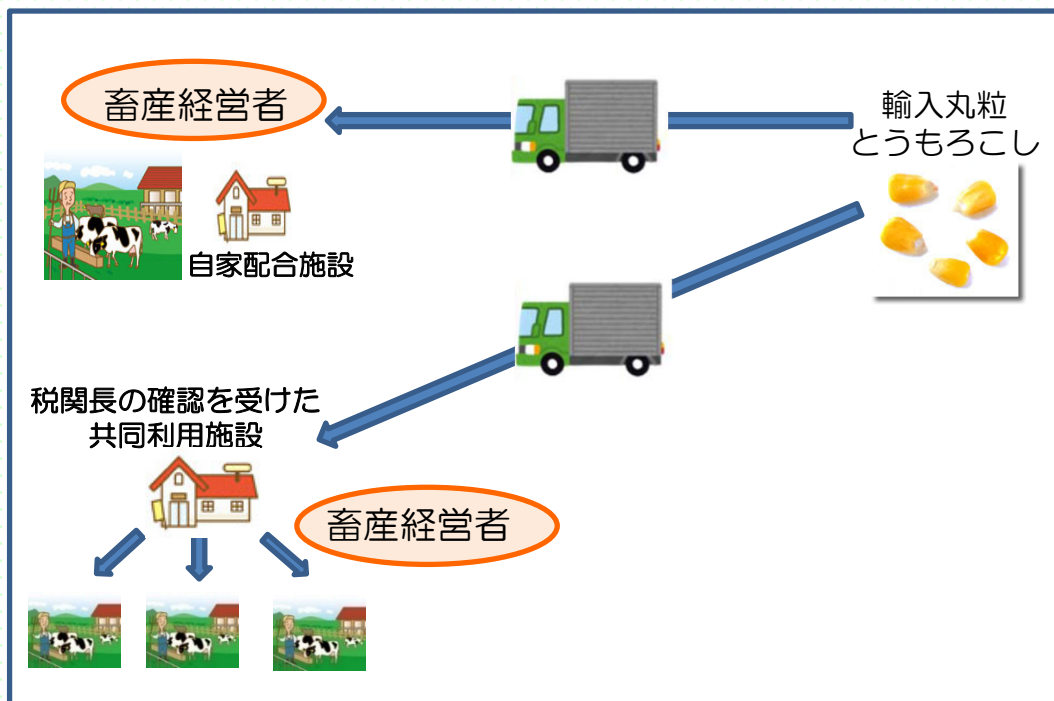 畜産経営者
輸入丸粒
とうもろこし
自家配合施設
税関長の確認を受けた
共同利用施設
畜産経営者